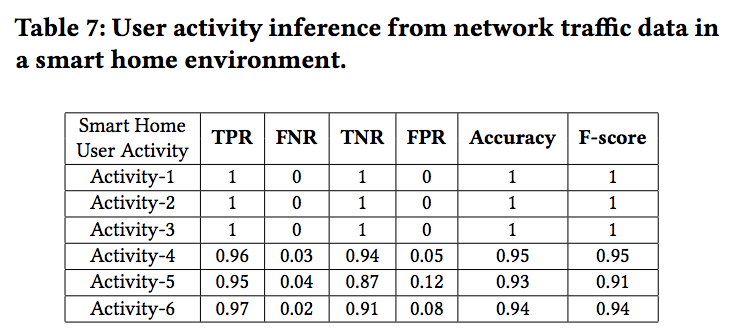 Table 7: User activity inference from network traffic data in
a smart home environment.
Smart Home User Activity TPR FNR TNR FPR Accuracy F-score
Activity-1 1 0 1 0 1 1
Activity-2 1 0 1 0 1 1
Activity-3 1 0 1 0 1 1
Activity-4 0.96 0.03 0.94 0.05 0.95 0.95
Activity-5 0.95 0.04 0.87 0.12 0.93 0.91
Activity-6 0.97 0.02 0.91 0.08 0.94 0.94